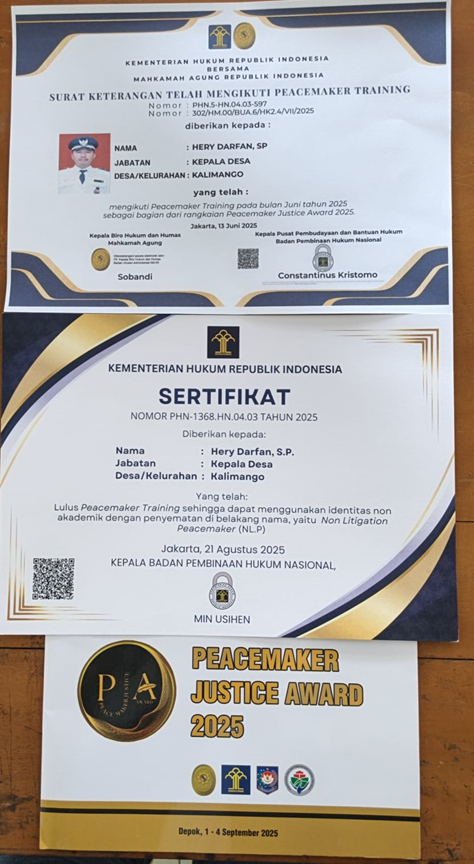 KEMENTERIAN HUKUM REPUBLIK INDONESIA
BERSAMA
MAHKAMAH AGUNG REPUBLIK INDONESIA
SURAT KETERANGAN TELAH MENGIKUTI PEACEMAKER TRAINING
Nomor : PHN.5-HN.04.03-597
Nomor : 302/HM.00/BUA.6/HK2.4/VII/2025
diberikan kepada :
NAMA : HERY DARFAN, SP
JABATAN : KEPALA DESA
DESA/KELURAHAN : KALIMANGO
yang telah :
mengikuti Peacemaker Training pada bulan Juni tahun 2025
sebagai bagian dari rangkaian Peacemaker Justice Award 2025.
Jakarta, 13 Juni 2025
Kepala Biro Hukum dan Humas
Mahkamah Agung
Sobandi
Kepala Pusat Pembudayaan dan Bantuan Hukum
Badan Pembinaan Hukum Nasional
Constantinus Kristomo
KEMENTERIAN HUKUM REPUBLIK INDONESIA
SERTIFIKAT
NOMOR PHN-1368.HN.04.03 TAHUN 2025
Diberikan kepada:
Nama : Hery Darfan, S.P.
Jabatan : Kepala Desa
Desa/Kelurahan : Kalimango
Yang telah:
Lulus Peacemaker Training sehingga dapat menggunakan identitas non
akademik dengan penyematan di belakang nama, yaitu Non Litigation
Peacemaker (NL.P)
Jakarta, 21 Agustus 2025
KEPALA BADAN PEMBINAAN HUKUM NASIONAL,
MIN USIHEN
P A
PEACEMAKER
JUSTICE AWARD
2025
Depok, 1 - 4 September 2025